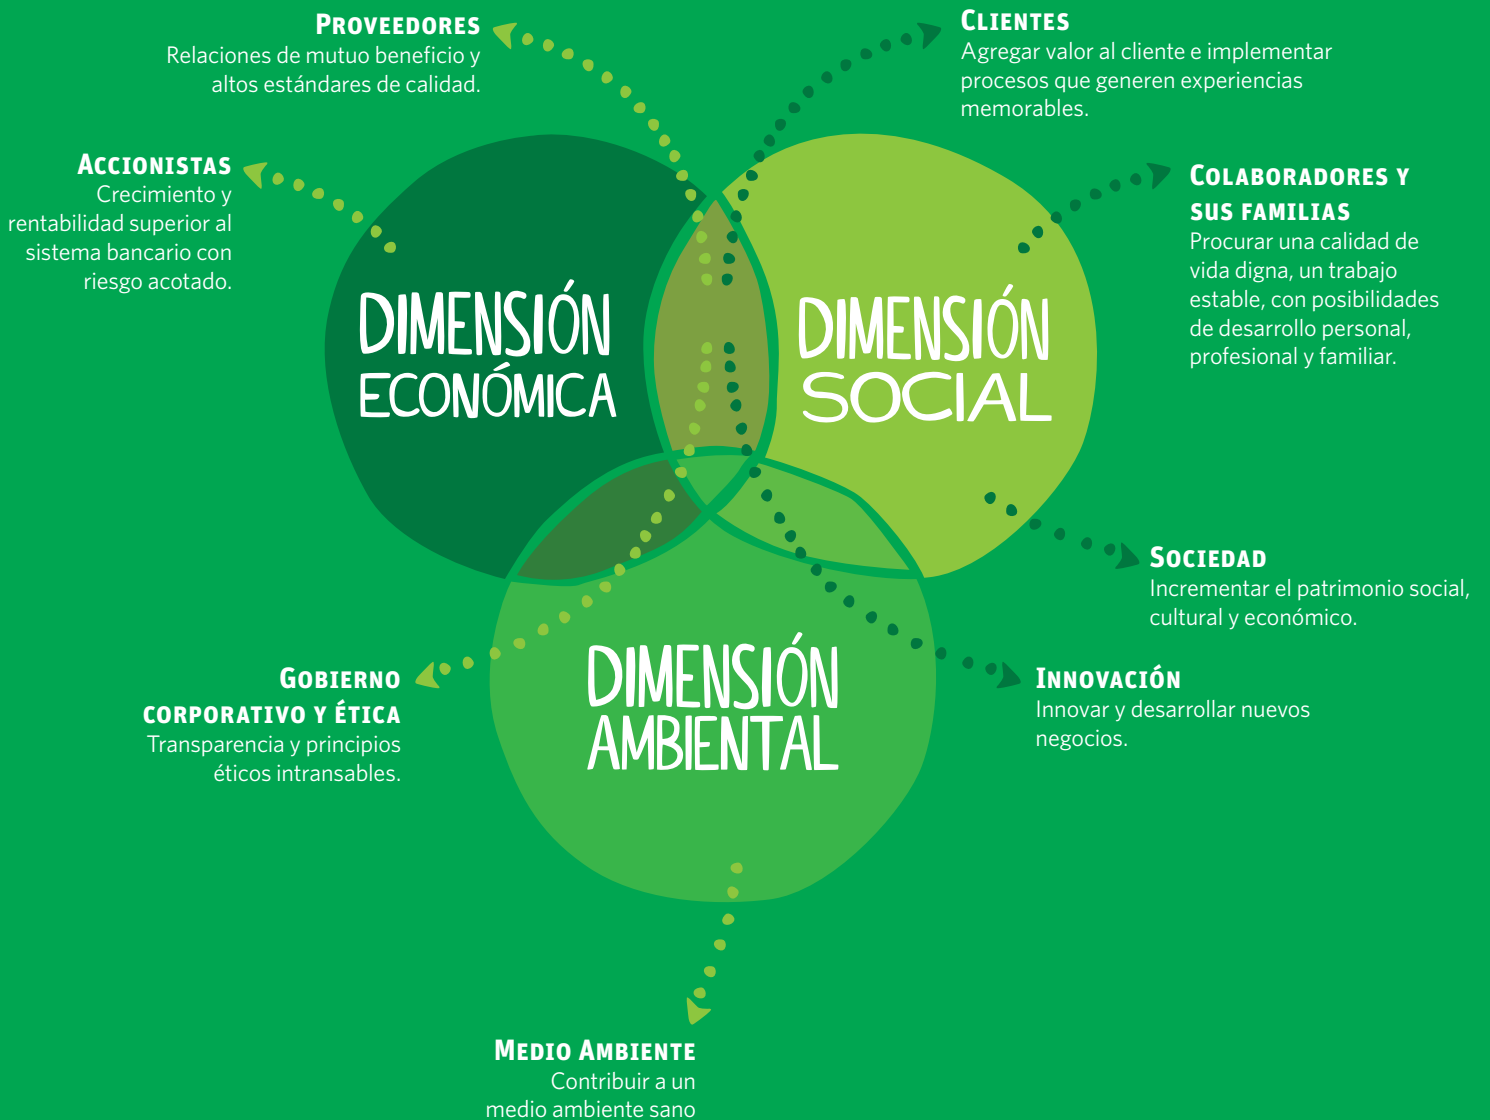 PROVEEDORES
Relaciones de mutuo beneficio y
altos estándares de calidad.
CLIENTES
Agregar valor al cliente e implementar
procesos que generen experiencias
memorables.
ACCIONISTAS
Crecimiento y
rentabilidad superior al
sistema bancario con
riesgo acotado.
COLABORADORES Y
SUS FAMILIAS
Procurar una calidad de
vida digna, un trabajo
estable, con posibilidades
de desarrollo personal,
profesional y familiar.
DIMENSIÓN
ECONÓMICA
DIMENSIÓN
SOCIAL
SOCIEDAD
Incrementar el patrimonio social,
cultural y económico.
GOBIERNO
CORPORATIVO Y ÉTICA
Transparencia y principios
éticos intransables.
DIMENSIÓN
AMBIENTAL
INNOVACIÓN
Innovar y desarrollar nuevos
negocios.
MEDIO AMBIENTE
Contribuir a un
medio ambiente sano